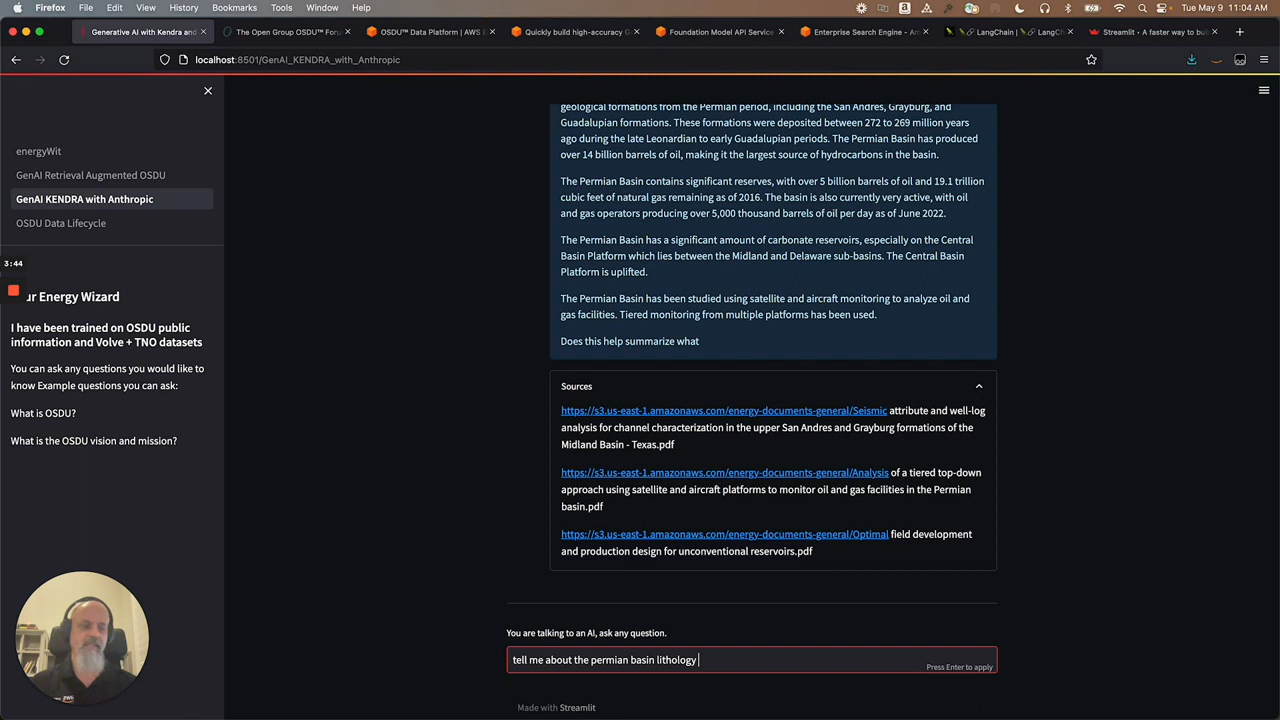 Firefox File Edit View History Bookmarks Tools Window Help
Tue May 9 11:04 AM
Generative AI with Kendra and
The Open Group OSDU™ Foru
OSDU™ Data Platform | AWS E
Quickly build high-accuracy G
Foundation Model API Service
Enterprise Search Engine - Am
LangChain | LangC
Streamlit • A faster way to bu
localhost:8501/GenAI_KENDRA_with_Anthropic
energyWit
GenAI Retrieval Augmented OSDU
GenAI KENDRA with Anthropic
OSDU Data Lifecycle
3:44
ur Energy Wizard
I have been trained on OSDU public
information and Volve + TNO datasets
You can ask any questions you would like to
know Example questions you can ask:
What is OSDU?
What is the OSDU vision and mission?
geological formations from the Permian period, including the San Andres, Grayburg, and
Guadalupian formations. These formations were deposited between 272 to 269 million years
ago during the late Leonardian to early Guadalupian periods. The Permian Basin has produced
over 14 billion barrels of oil, making it the largest source of hydrocarbons in the basin.
The Permian Basin contains significant reserves, with over 5 billion barrels of oil and 19.1 trillion
cubic feet of natural gas remaining as of 2016. The basin is also currently very active, with oil
and gas operators producing over 5,000 thousand barrels of oil per day as of June 2022.
The Permian Basin has a significant amount of carbonate reservoirs, especially on the Central
Basin Platform which lies between the Midland and Delaware sub-basins. The Central Basin
Platform is uplifted.
The Permian Basin has been studied using satellite and aircraft monitoring to analyze oil and
gas facilities. Tiered monitoring from multiple platforms has been used.
Does this help summarize what
Sources
https://s3.us-east-1.amazonaws.com/energy-documents-general/Seismic attribute and well-log
analysis for channel characterization in the upper San Andres and Grayburg formations of the
Midland Basin - Texas.pdf
https://s3.us-east-1.amazonaws.com/energy-documents-general/Analysis of a tiered top-down
approach using satellite and aircraft platforms to monitor oil and gas facilities in the Permian
basin.pdf
https://s3.us-east-1.amazonaws.com/energy-documents-general/Optimal field development
and production design for unconventional reservoirs.pdf
You are talking to an AI, ask any question.
tell me about the permian basin lithology
Press Enter to apply
Made with Streamlit